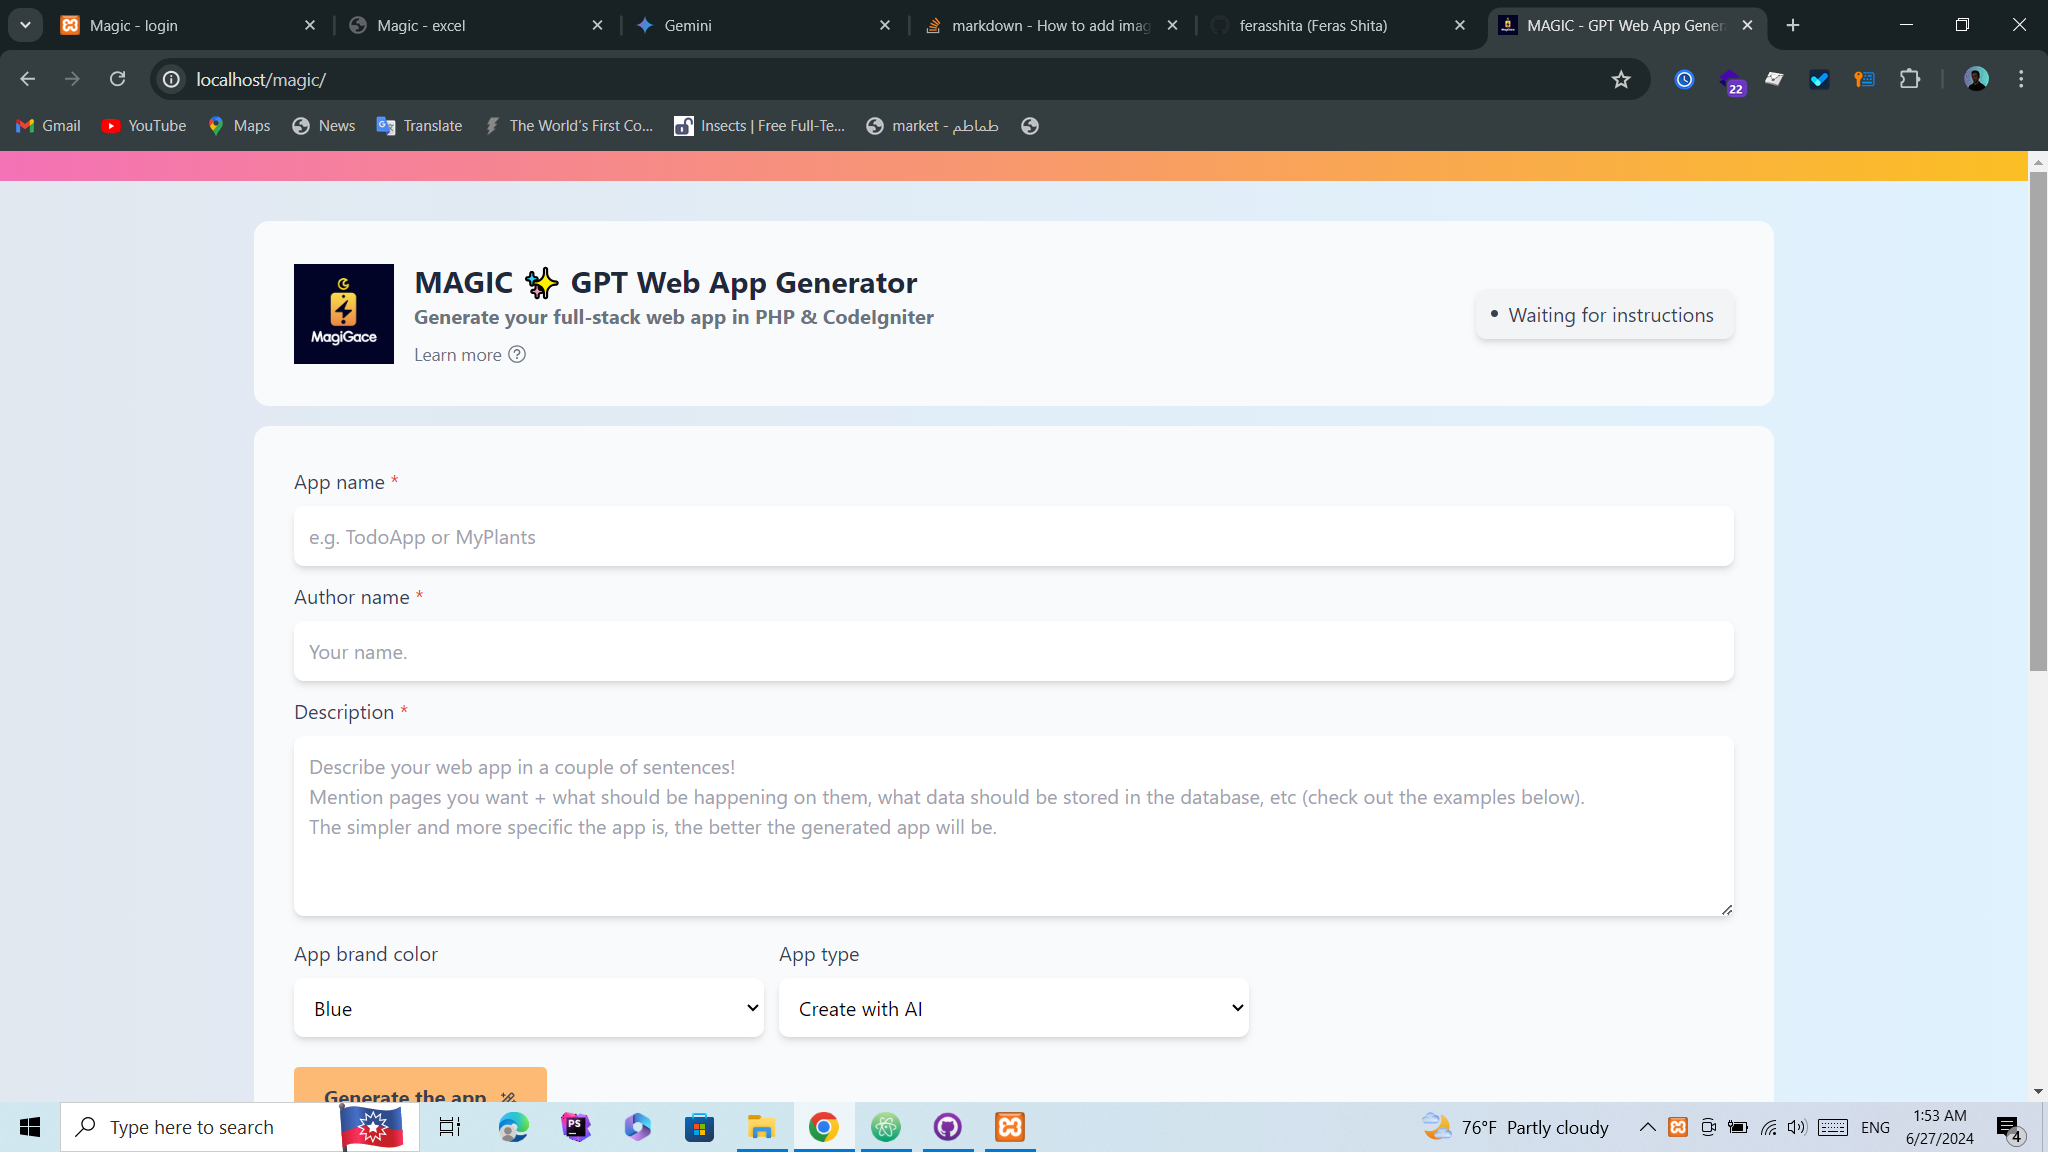 Magic - login
Magic - excel
Gemini
markdown - How to add imag
ferasshita (Feras Shita)
MAGIC - GPT Web App Gener
localhost/magic/
22
Gmail
YouTube
Maps
News
Translate
The World's First Co...
Insects | Free Full-Te...
market - طماطم
MagiGace
MAGIC ✨ GPT Web App Generator
Generate your full-stack web app in PHP & CodeIgniter
Learn more
• Waiting for instructions
App name *
e.g. TodoApp or MyPlants
Author name *
Your name.
Description *
Describe your web app in a couple of sentences!
Mention pages you want + what should be happening on them, what data should be stored in the database, etc (check out the examples below).
The simpler and more specific the app is, the better the generated app will be.
App brand color
App type
Blue
Create with AI
Generate the app
Type here to search
PS
76°F Partly cloudy
ENG
1:53 AM
6/27/2024
4